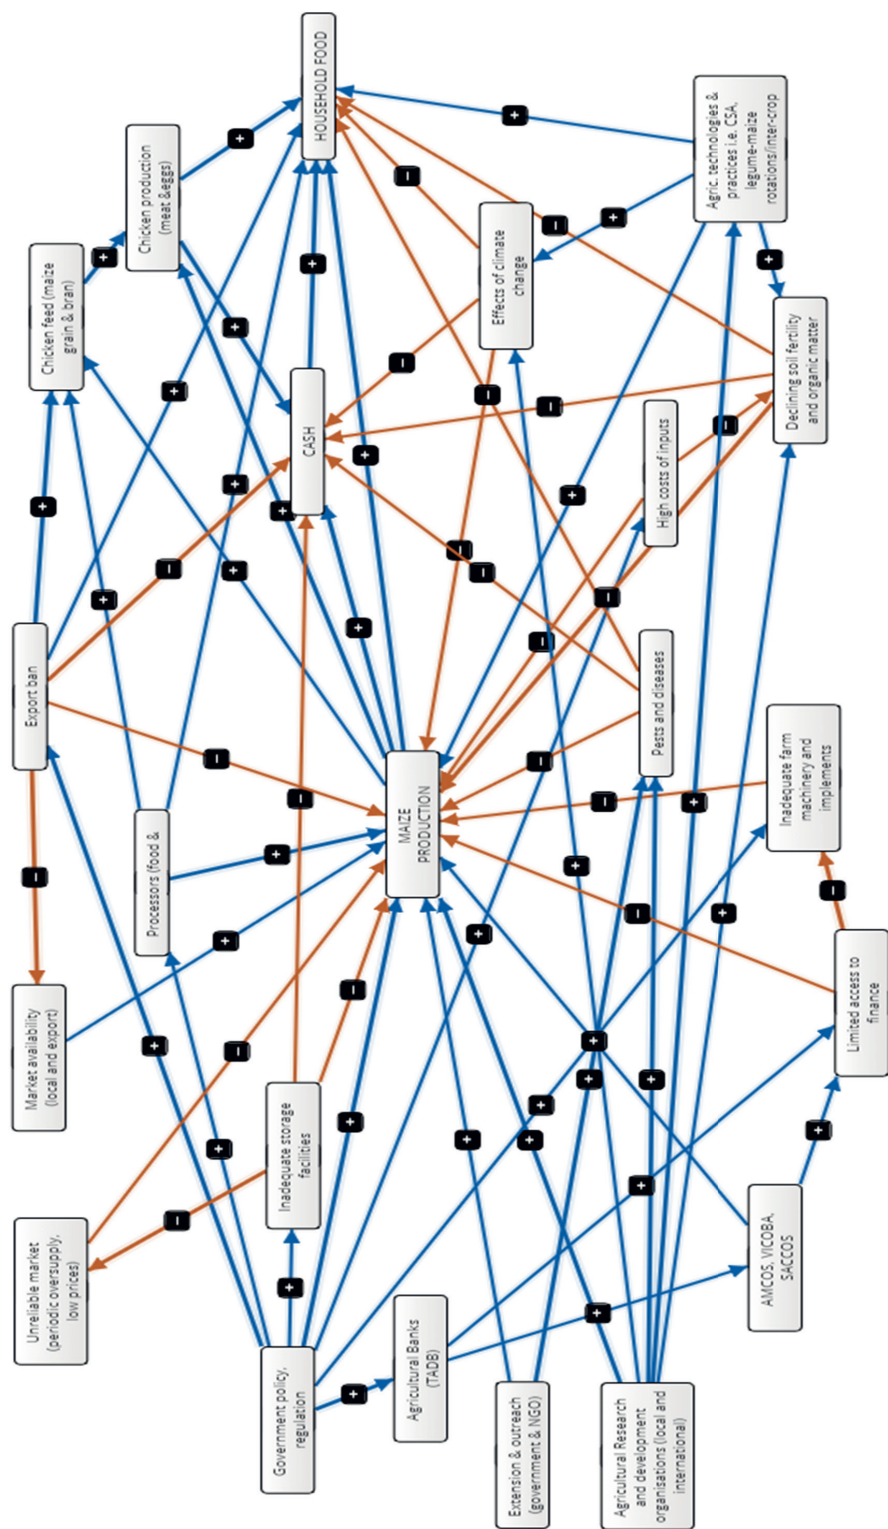 Unreliable market
(periodic oversupply,
low prices)
Market availability
(local and export)
Export ban
Chicken feed (maize
grain & bran)
Processors (food &
Chicken production
(meat &eggs)
Government policy,
regulation
Inadequate storage
facilities
CASH
HOUSEHOLD FOOD
Agricultural Banks
(TADB)
MAIZE
PRODUCTION
Effects of climate
change
Extension & outreach
(government & NGO)
Agricultural Research
and development
organisations (local and
international)
Pests and diseases
High costs of inputs
Agric. technologies &
practices i.e. CSA,
legume-maize
rotations/inter-crop
AMCOS, VICOBA,
SACCOS
Inadequate farm
machinery and
implements
Declining soil fertility
and organic matter
Limited access to
finance